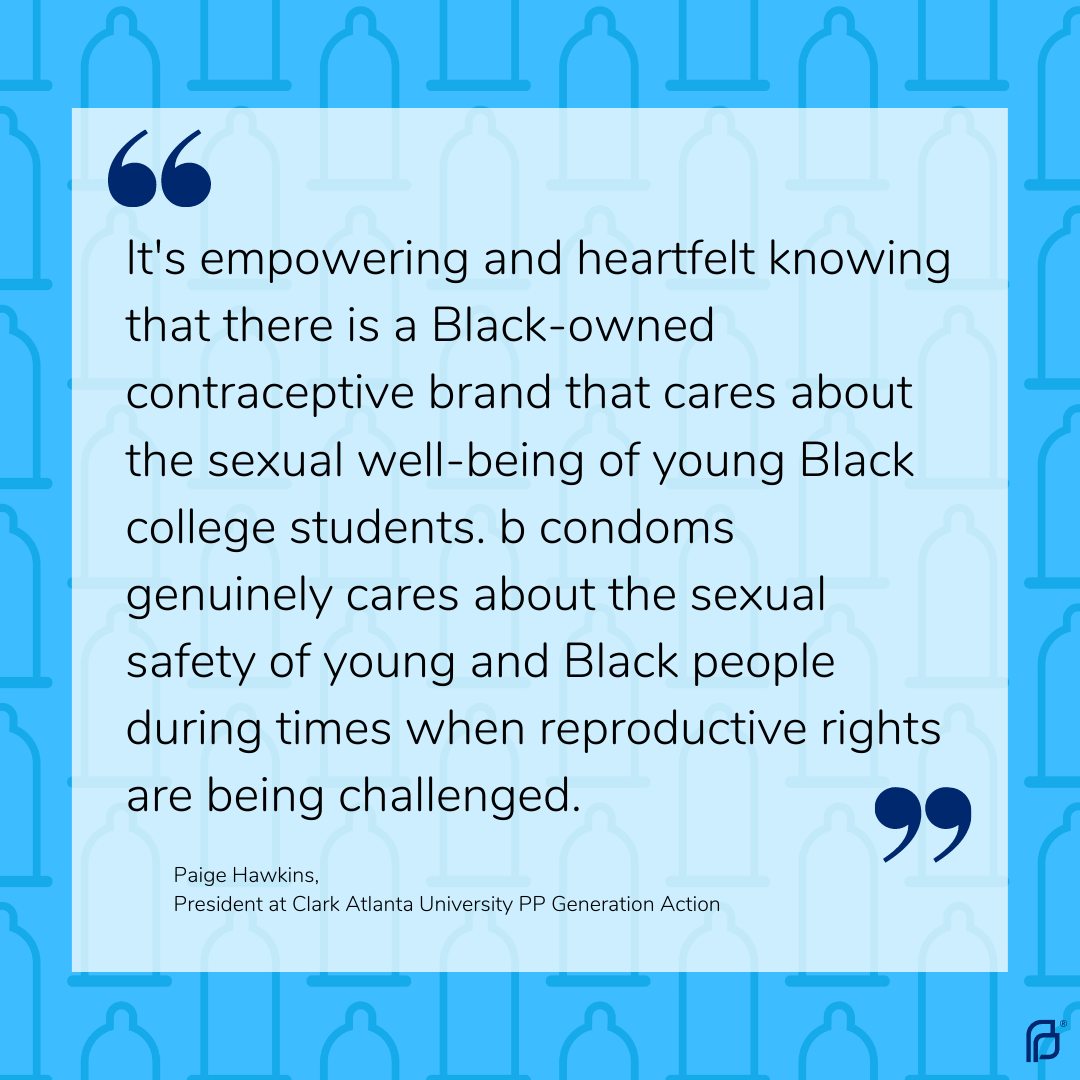 It's empowering and heartfelt knowing
that there is a Black-owned
contraceptive brand that cares about
the sexual well-being of young Black
college students. b condoms
genuinely cares about the sexual
safety of young and Black people
during times when reproductive rights
are being challenged.
Paige Hawkins,
President at Clark Atlanta University PP Generation Action